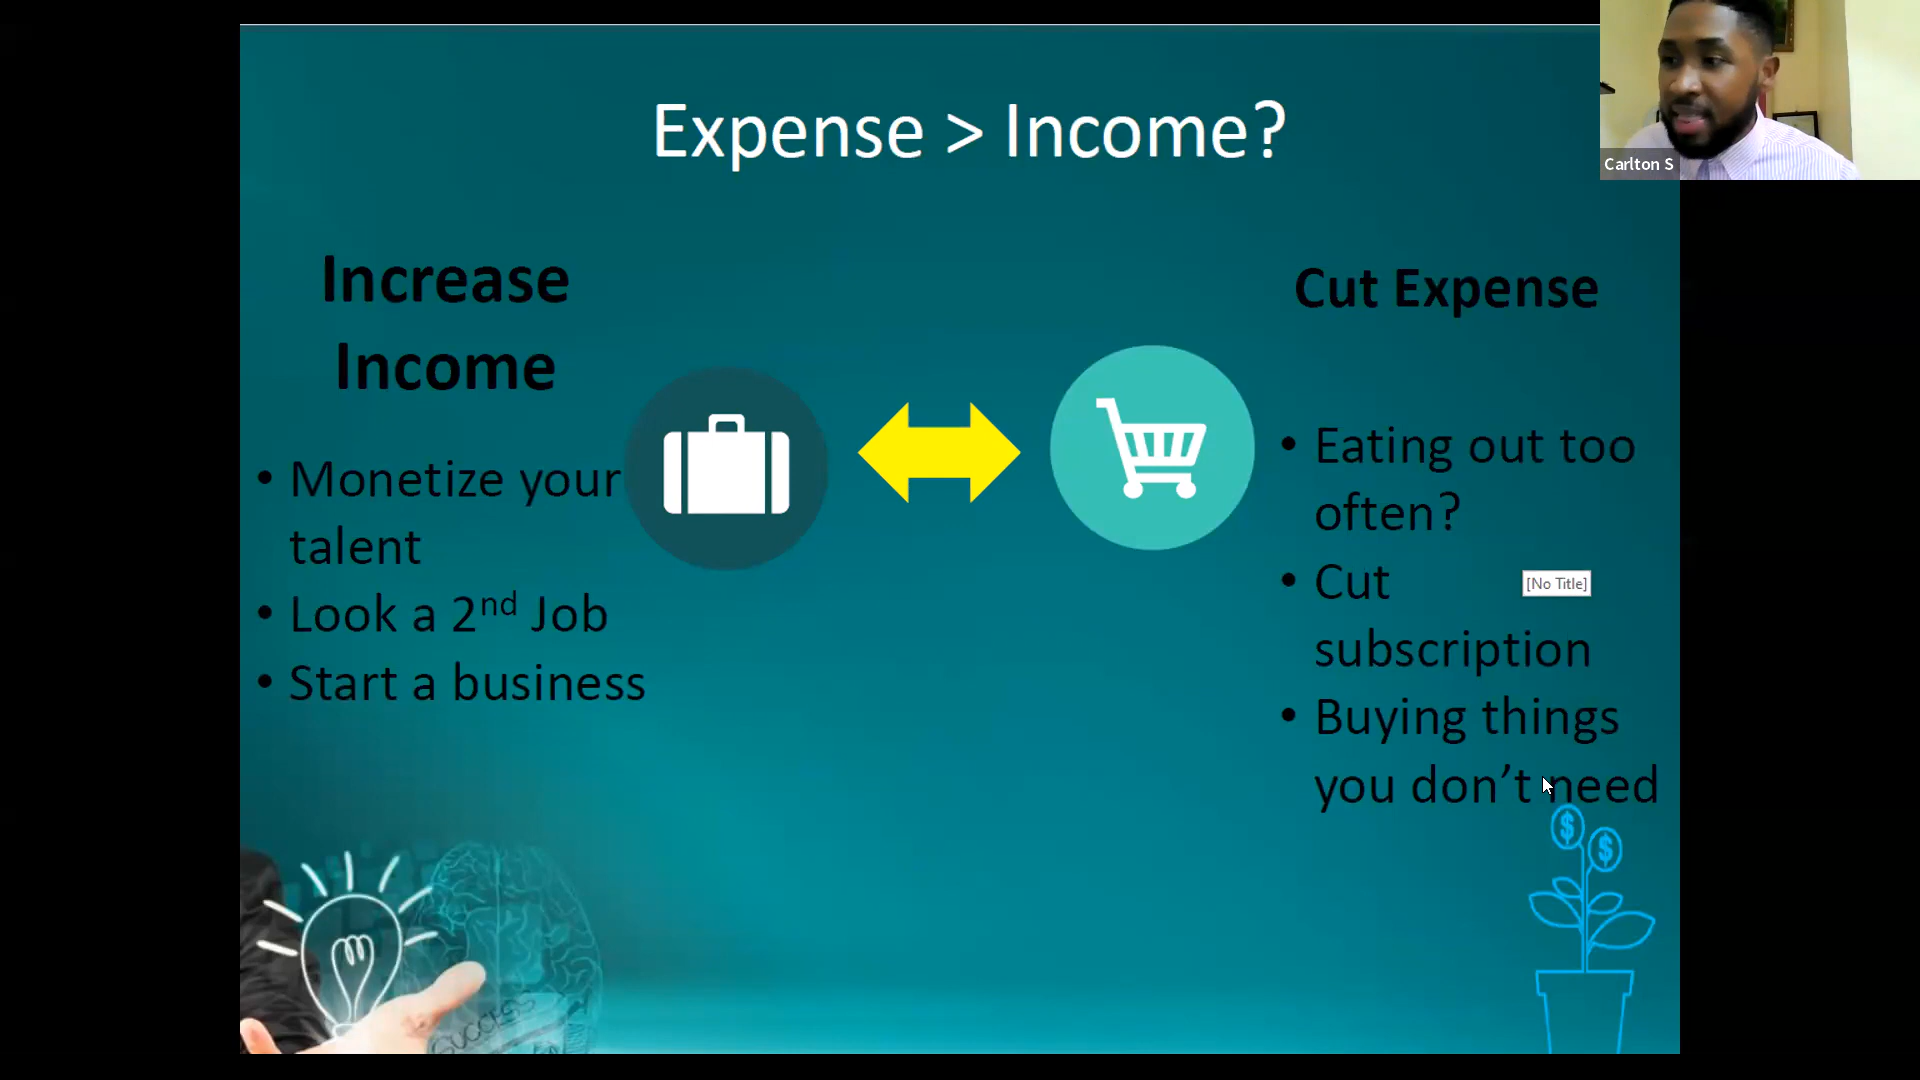 Expense > Income?
Carlton S
Increase
Income
• Monetize your
talent
• Look a 2nd Job
• Start a business
Cut Expense
• Eating out too
often?
• Cut
[No Title]
subscription
• Buying things
you don’t need
$
$
SUCCESS